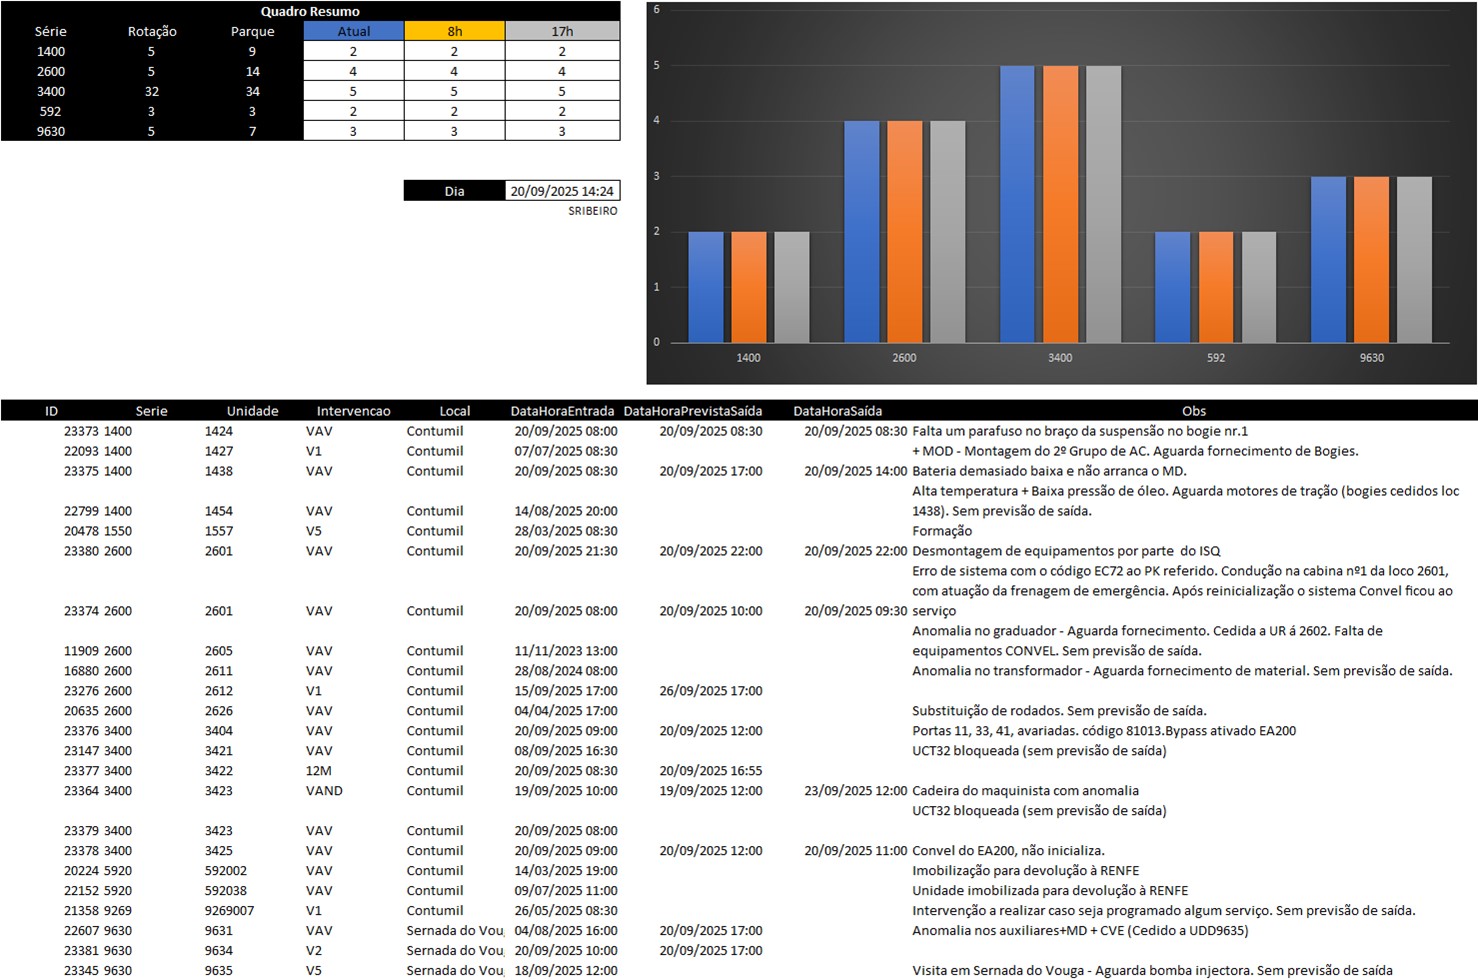 Quadro Resumo
Série Rotação Parque Atual 8h 17h
1400 5 9 2 2 2
2600 5 14 4 4 4
3400 32 34 5 5 5
592 3 3 2 2 2
9630 5 7 3 3 3
Dia 20/09/2025 14:24
SRIBEIRO
6
5
4
3
2
1
0
1400 2600 3400 592 9630
ID Serie Unidade Intervencao Local DataHoraEntrada DataHoraPrevistaSaída DataHoraSaída Obs
23373 1400 1424 VAV Contumil 20/09/2025 08:00 20/09/2025 08:30 20/09/2025 08:30 Falta um parafuso no braço da suspensão no bogie nr.1
22093 1400 1427 V1 Contumil 07/07/2025 08:30 + MOD - Montagem do 2º Grupo de AC. Aguarda fornecimento de Bogies.
23375 1400 1438 VAV Contumil 20/09/2025 08:30 20/09/2025 17:00 20/09/2025 14:00 Bateria demasiado baixa e não arranca o MD.
Alta temperatura + Baixa pressão de óleo. Aguarda motores de tração (bogies cedidos loc
22799 1400 1454 VAV Contumil 14/08/2025 20:00 1438). Sem previsão de saída.
20478 1550 1557 V5 Contumil 28/03/2025 08:30 Formação
23380 2600 2601 VAV Contumil 20/09/2025 21:30 20/09/2025 22:00 20/09/2025 22:00 Desmontagem de equipamentos por parte  do ISQ
Erro de sistema com o código EC72 ao PK referido. Condução na cabina nº1 da loco 2601,
com atuação da frenagem de emergência. Após reinicialização o sistema Convel ficou ao
23374 2600 2601 VAV Contumil 20/09/2025 08:00 20/09/2025 10:00 20/09/2025 09:30 serviço
Anomalia no graduador - Aguarda fornecimento. Cedida a UR á 2602. Falta de
11909 2600 2605 VAV Contumil 11/11/2023 13:00 equipamentos CONVEL. Sem previsão de saída.
16880 2600 2611 VAV Contumil 28/08/2024 08:00 Anomalia no transformador - Aguarda fornecimento de material. Sem previsão de saída.
23276 2600 2612 V1 Contumil 15/09/2025 17:00 26/09/2025 17:00
20635 2600 2626 VAV Contumil 04/04/2025 17:00 Substituição de rodados. Sem previsão de saída.
23376 3400 3404 VAV Contumil 20/09/2025 09:00 20/09/2025 12:00 Portas 11, 33, 41, avariadas. código 81013.Bypass ativado EA200
23147 3400 3421 VAV Contumil 08/09/2025 16:30 UCT32 bloqueada (sem previsão de saída)
23377 3400 3422 12M Contumil 20/09/2025 08:30 20/09/2025 16:55
23364 3400 3423 VAND Contumil 19/09/2025 10:00 19/09/2025 12:00 23/09/2025 12:00 Cadeira do maquinista com anomalia
UCT32 bloqueada (sem previsão de saída)
23379 3400 3423 VAV Contumil 20/09/2025 08:00
23378 3400 3425 VAV Contumil 20/09/2025 09:00 20/09/2025 12:00 20/09/2025 11:00 Convel do EA200, não inicializa.
20224 5920 592002 VAV Contumil 14/03/2025 19:00 Imobilização para devolução à RENFE
22152 5920 592038 VAV Contumil 09/07/2025 11:00 Unidade imobilizada para devolução à RENFE
21358 9269 9269007 V1 Contumil 26/05/2025 08:30 Intervenção a realizar caso seja programado algum serviço. Sem previsão de saída.
22607 9630 9631 VAV Sernada do Voug 04/08/2025 16:00 20/09/2025 17:00 Anomalia nos auxiliares+MD + CVE (Cedido a UDD9635)
23381 9630 9634 V2 Sernada do Voug 20/09/2025 10:00 20/09/2025 17:00
23345 9630 9635 V5 Sernada do Voug 18/09/2025 12:00 Visita em Sernada do Vouga - Aguarda bomba injectora. Sem previsão de saída